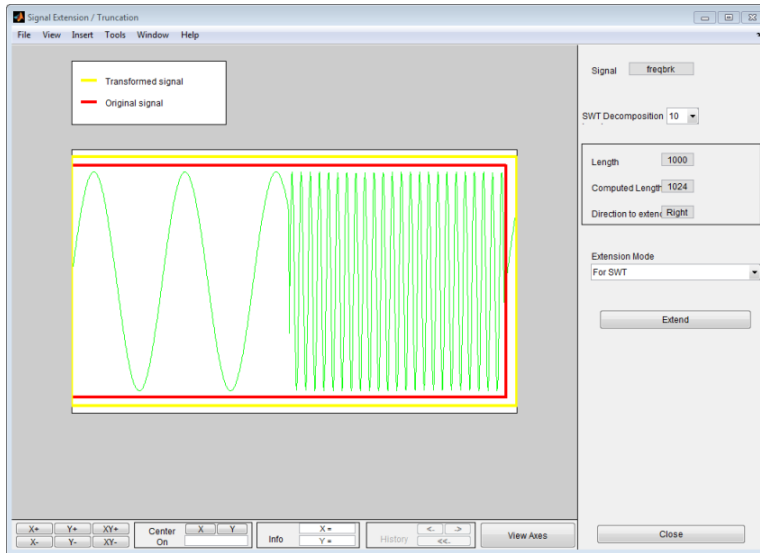 Signal Extension / Truncation
File View Insert Tools Window Help
Transformed signal
Original signal
Signal freqbrk
SWT Decomposition 10
Length 1000
Computed Length 1024
Direction to extend Right
Extension Mode
For SWT
Extend
X+ Y+ XY+
X- Y- XY-
Center On
X Y
Info
X =
Y =
History
<- ->
<<-
View Axes
Close